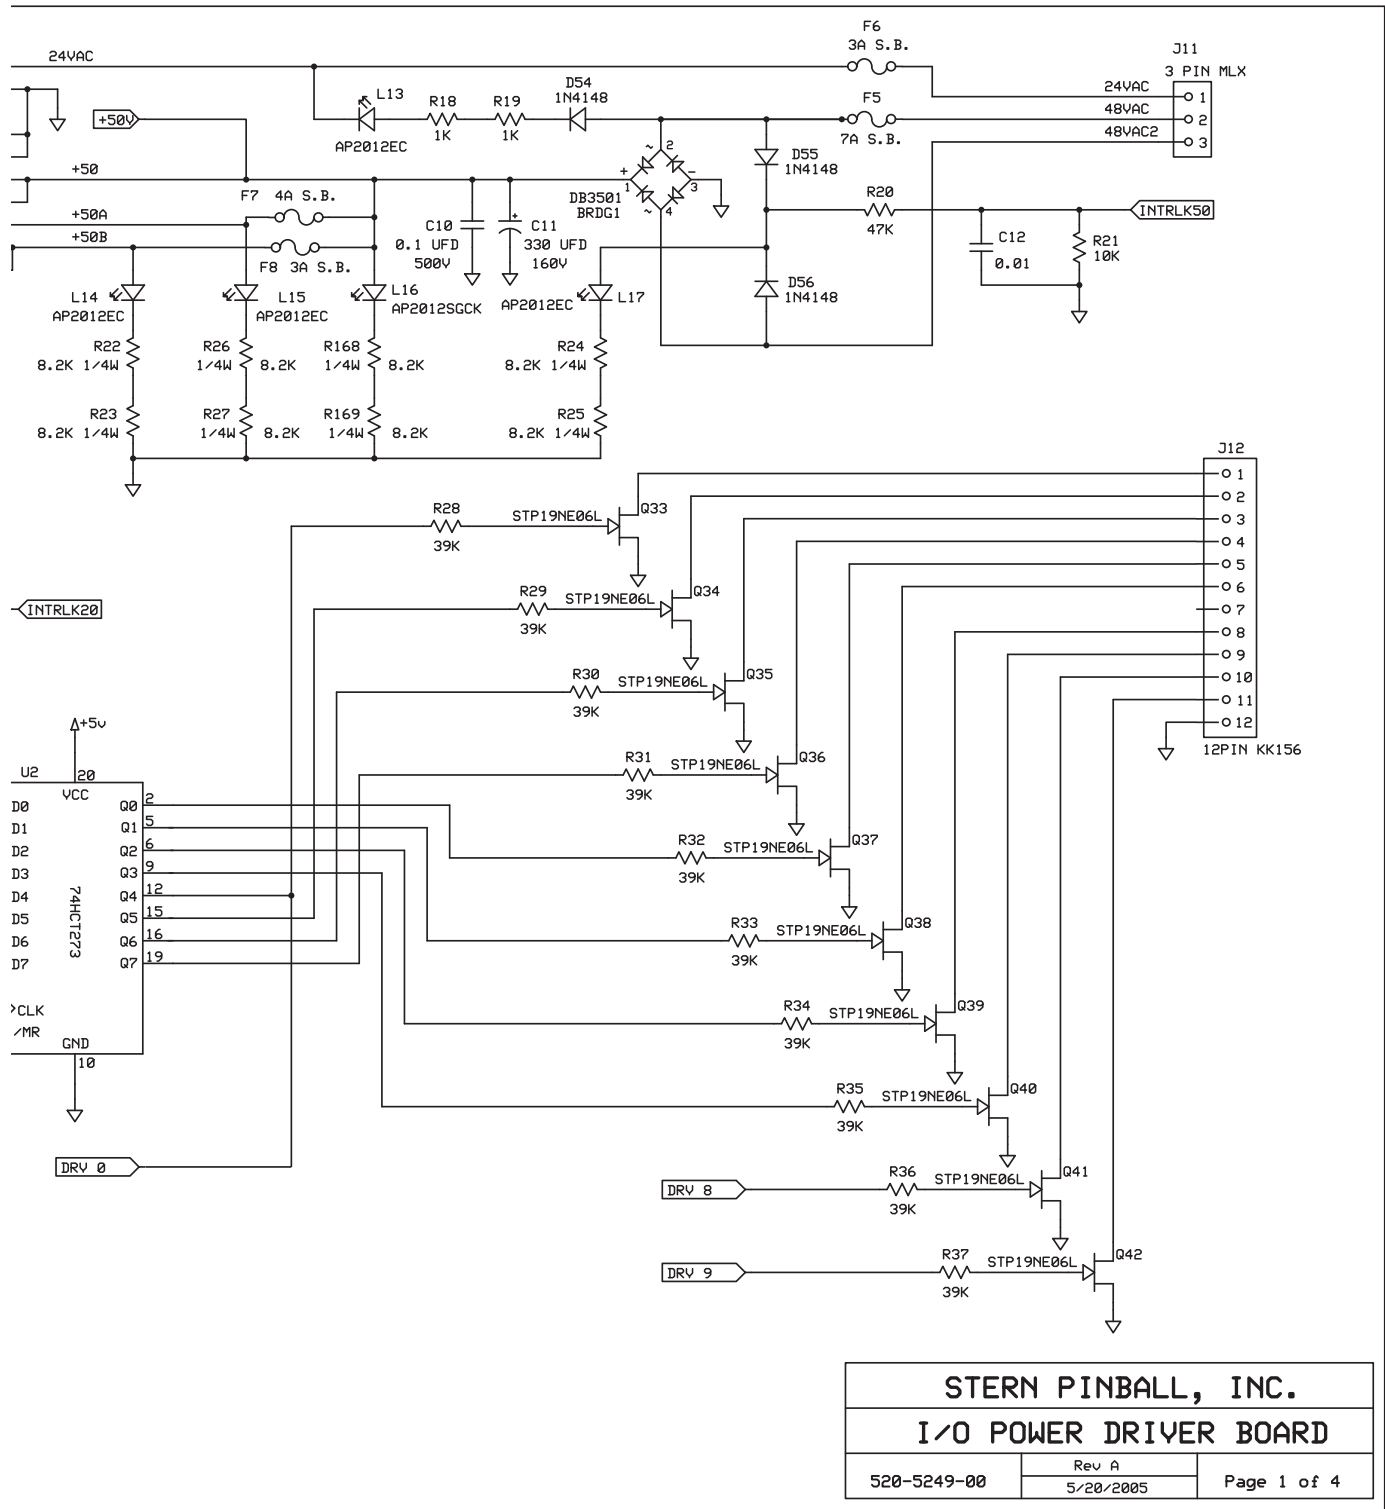 F6
3A S.B.
J11
3 PIN MLX
24VAC
24VAC
1
48VAC
2
48VAC2
3
L13
AP2012EC
R18
1K
R19
1K
D54
1N4148
F5
7A S.B.
+50V
+50
+50A
+50B
F7 4A S.B.
F8 3A S.B.
C10
0.1 UFD
500V
+
C11
330 UFD
160V
DB3501
BRDG1
+
1
~
2
-
3
~
4
D55
1N4148
R20
47K
INTRLK50
C12
0.01
R21
10K
D56
1N4148
L14
AP2012EC
L15
AP2012EC
L16
AP2012SGCK
AP2012EC
L17
R22
8.2K 1/4W
R26
1/4W 8.2K
R168
1/4W 8.2K
R24
8.2K 1/4W
R23
8.2K 1/4W
R27
1/4W 8.2K
R169
1/4W 8.2K
R25
8.2K 1/4W
J12
1
2
3
4
5
6
7
8
9
10
11
12
12PIN KK156
R28
39K
STP19NE06L
Q33
INTRLK20
R29
39K
STP19NE06L
Q34
R30
39K
STP19NE06L
Q35
R31
39K
STP19NE06L
Q36
R32
39K
STP19NE06L
Q37
R33
39K
STP19NE06L
Q38
R34
39K
STP19NE06L
Q39
R35
39K
STP19NE06L
Q40
DRV 8
R36
39K
STP19NE06L
Q41
DRV 9
R37
39K
STP19NE06L
Q42
+5v
U2
20
VCC
D0 Q0 2
D1 Q1 5
D2 Q2 6
D3 Q3 9
D4 Q4 12
D5 Q5 15
D6 Q6 16
D7 Q7 19
74HCT273
>CLK
/MR
GND
10
DRV 0
STERN PINBALL, INC.
I/O POWER DRIVER BOARD
520-5249-00
Rev A
5/20/2005
Page 1 of 4